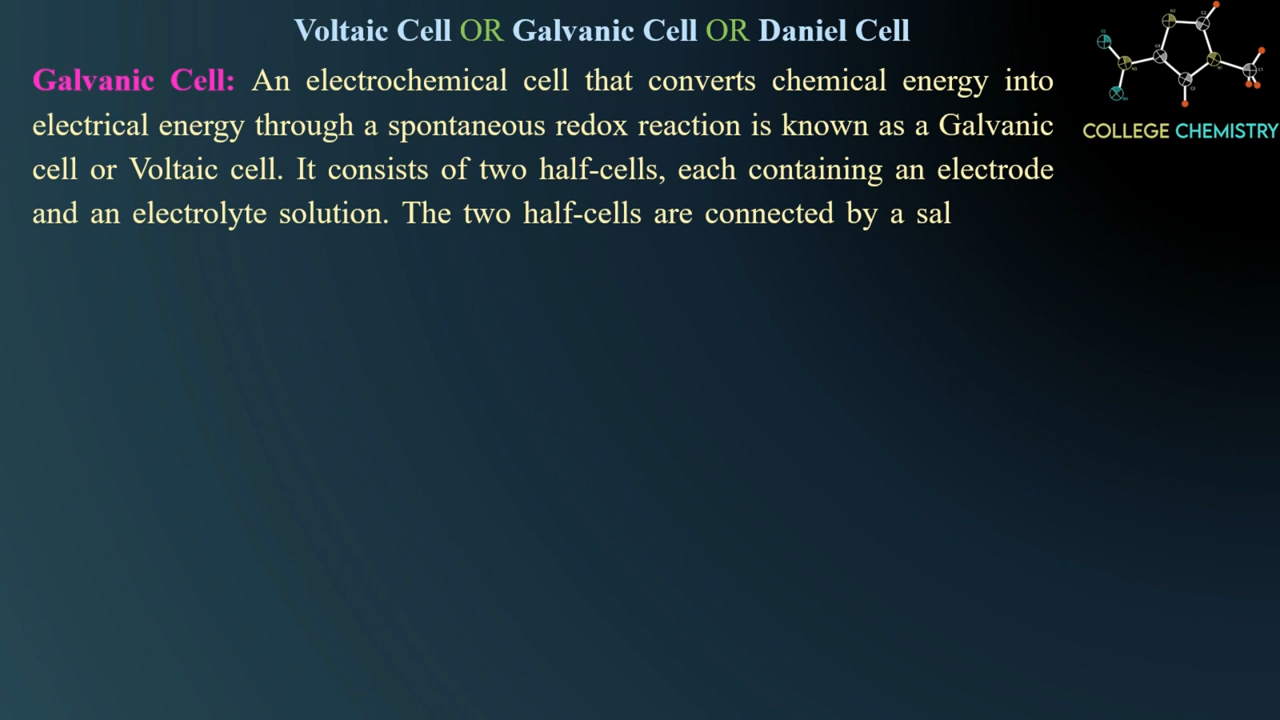 Voltaic Cell OR Galvanic Cell OR Daniel Cell
Galvanic Cell: An electrochemical cell that converts chemical energy into
electrical energy through a spontaneous redox reaction is known as a Galvanic
cell or Voltaic cell. It consists of two half-cells, each containing an electrode
and an electrolyte solution. The two half-cells are connected by a sal
COLLEGE CHEMISTRY